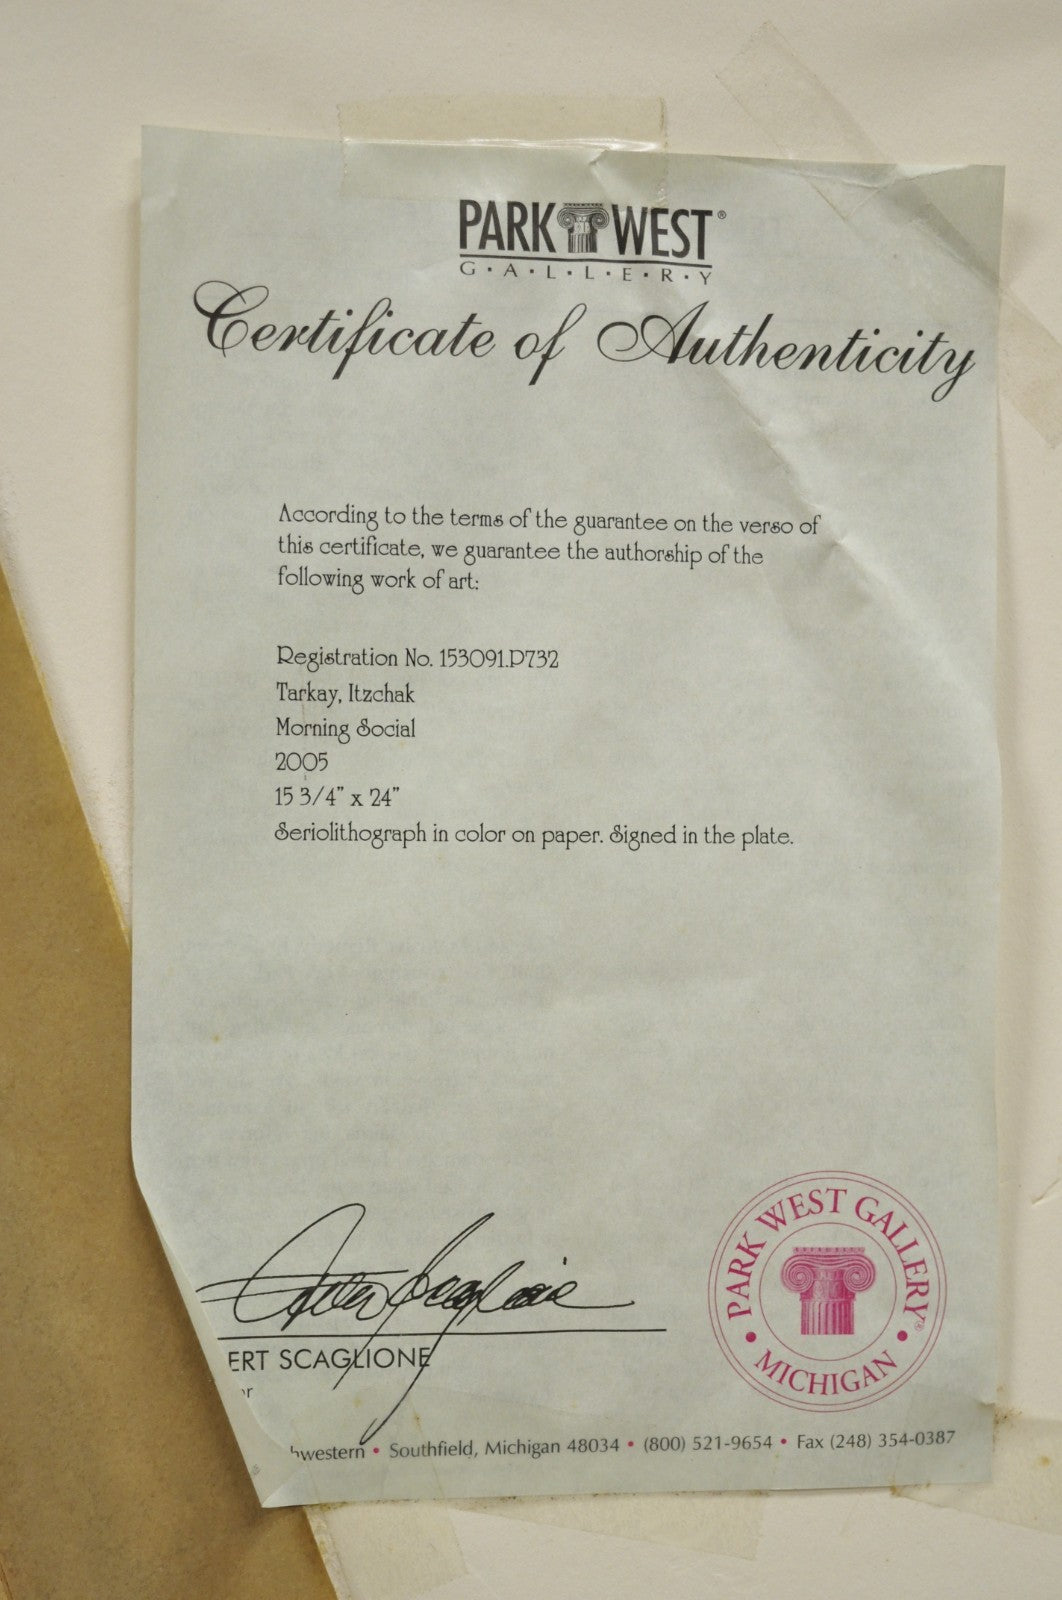 PARK WEST®
G·A·L·L·E·R·Y
Certificate of Authenticity
According to the terms of the guarantee on the verso of
this certificate, we guarantee the authorship of the
following work of art:
Registration No. 153091.P732
Tarkay, Itzchak
Morning Social
2005
15 3/4” x 24”
Seriolithograph in color on paper. Signed in the plate.
ERT SCAGLIONE
or
hwestern • Southfield, Michigan 48034 • (800) 521-9654 • Fax (248) 354-0387
PARK WEST GALLERY®
• MICHIGAN •